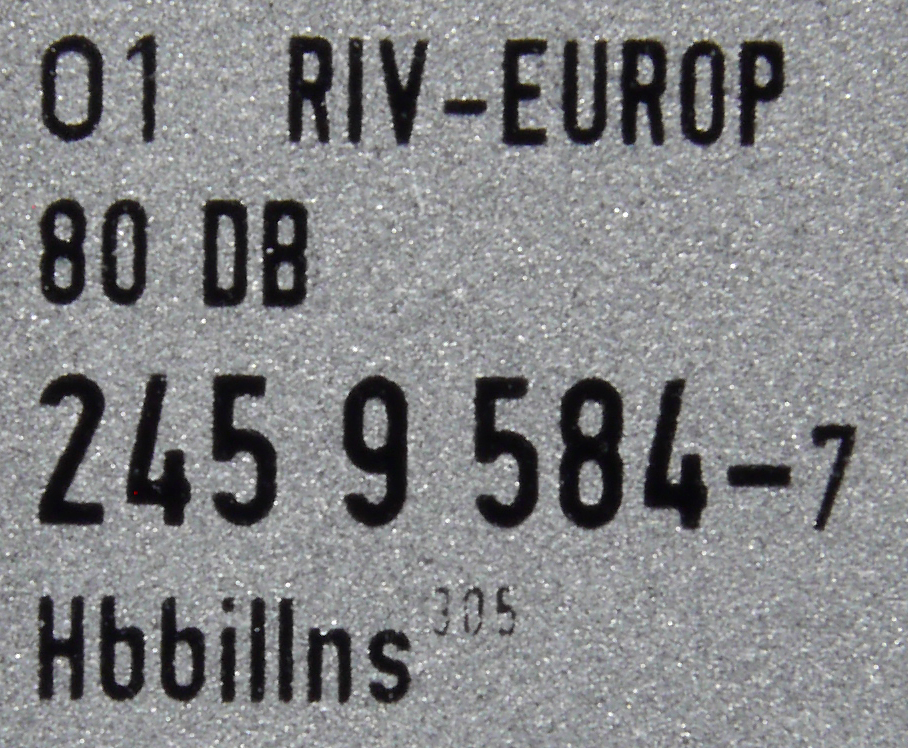 01 RIV-EUROP
80 DB
245 9 584-7
Hbbillns 305